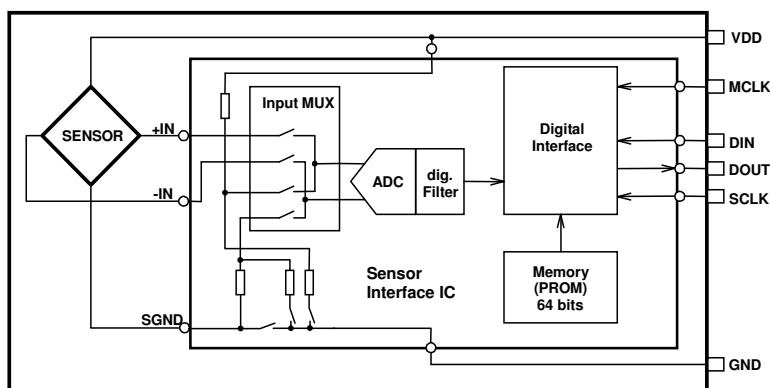 VDD
MCLK
Input MUX
SENSOR
+IN
Digital
Interface
DIN
DOUT
ADC
dig.
Filter
-IN
SCLK
Sensor
Interface IC
Memory
(PROM)
64 bits
SGND
GND